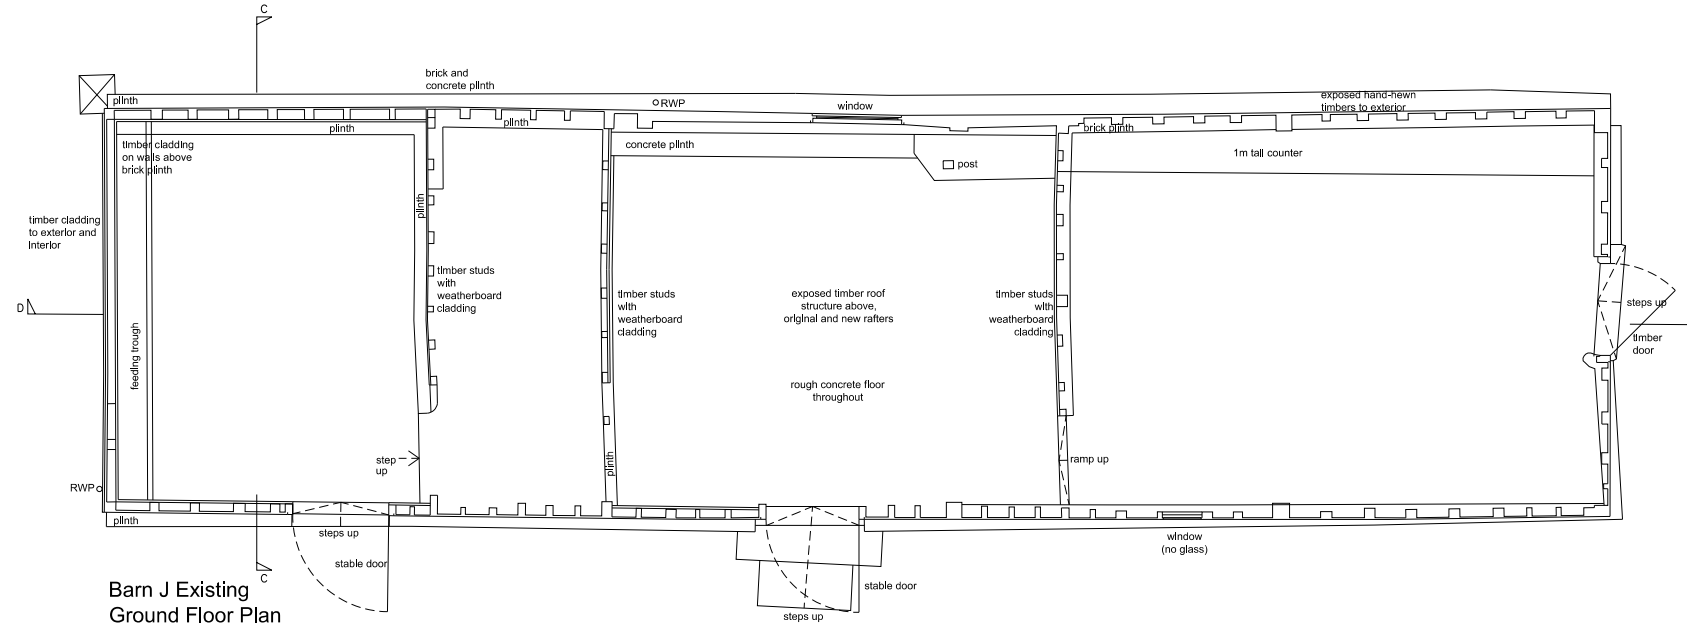 C
brick and
concrete plinth
plinth
RWP
window
exposed hand-hewn
timbers to exterior
plinth
plinth
brick plinth
timber cladding
on walls above
brick plinth
concrete plinth
post
1m tall counter
plinth
timber cladding
to exterior and
interior
timber studs
with
weatherboard
cladding
timber studs
with
weatherboard
cladding
exposed timber roof
structure above,
original and new rafters
timber studs
with
weatherboard
cladding
D
steps up
timber
door
feeding trough
rough concrete floor
throughout
step
up
plinth
ramp up
RWP
plinth
steps up
window
(no glass)
stable door
C
stable door
steps up
Barn J Existing
Ground Floor Plan